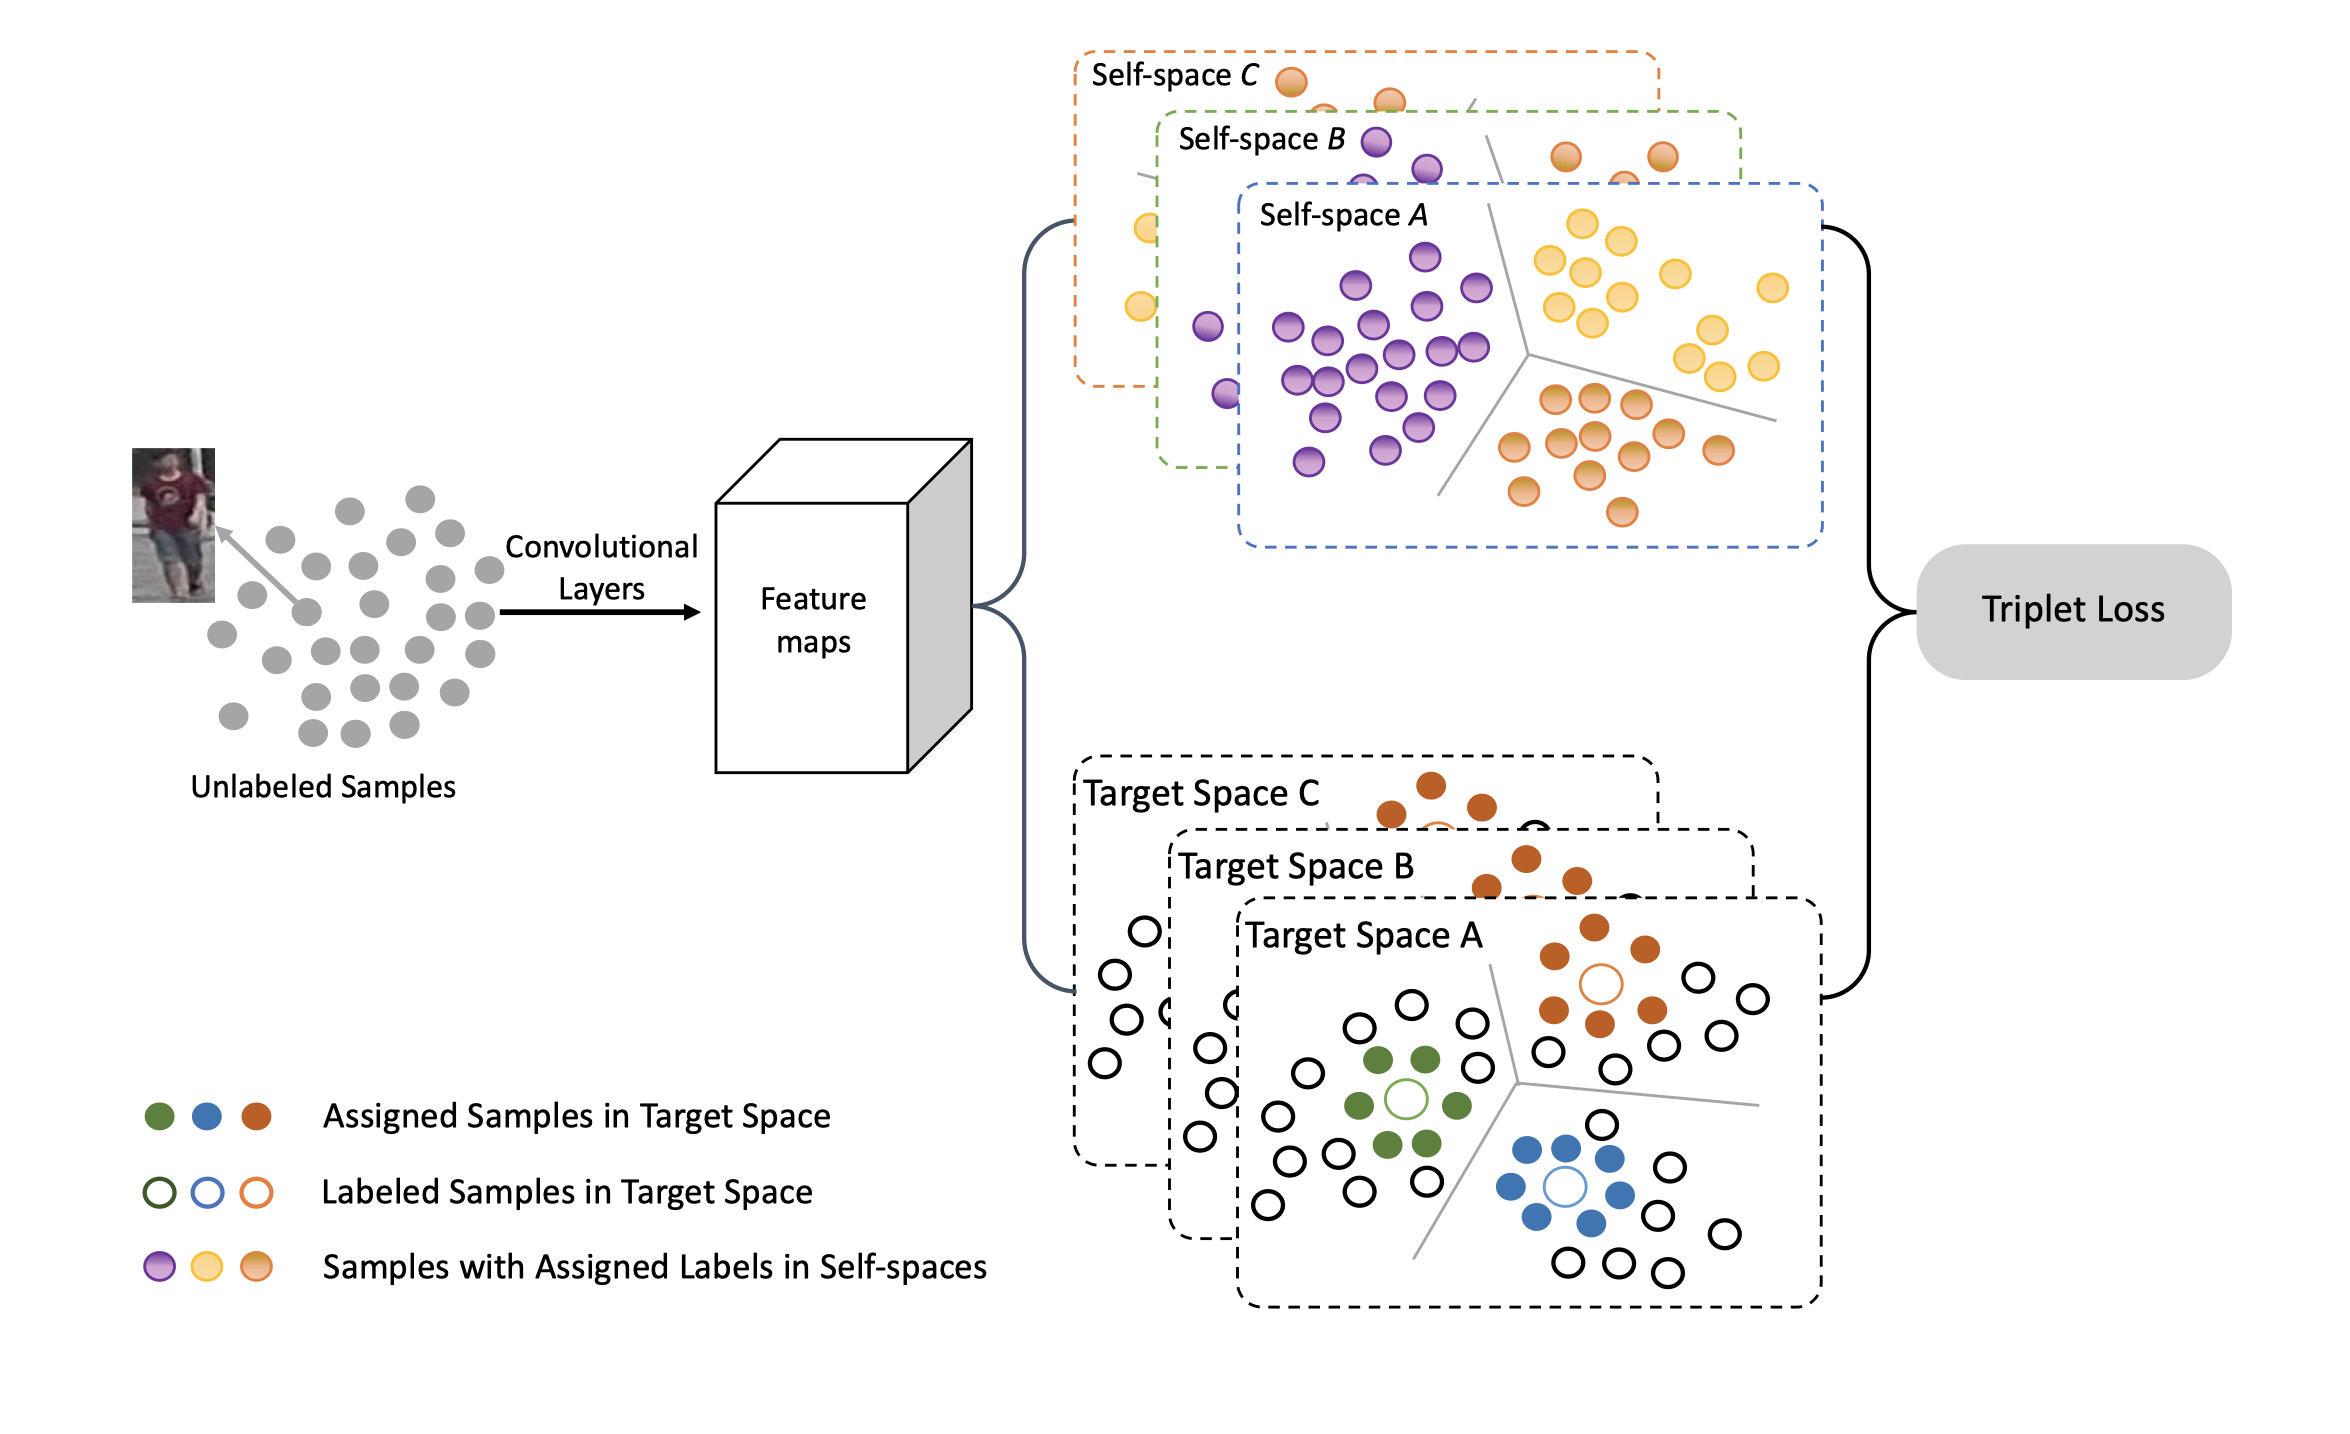 Self-space C
Self-space B
Self-space A
Convolutional
Layers
Feature
maps
Triplet Loss
Unlabeled Samples
Target Space C
Target Space B
Target Space A
Assigned Samples in Target Space
Labeled Samples in Target Space
Samples with Assigned Labels in Self-spaces